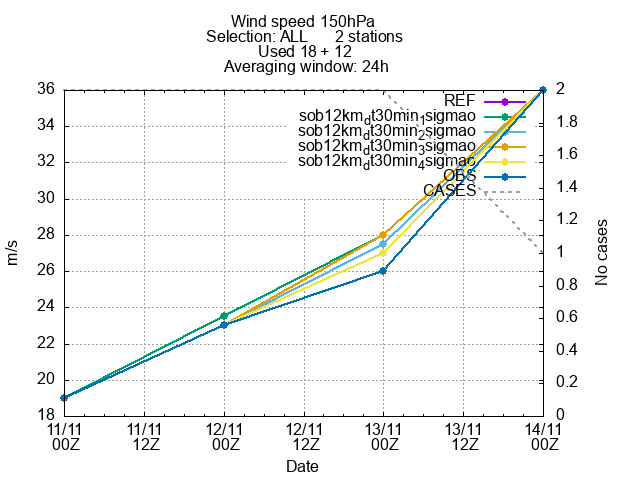 Wind speed 150hPa
Selection: ALL 2 stations
Used 18 + 12
Averaging window: 24h
36
34
32
30
28
26
24
22
20
18
m/s
REF
sob12km_dt30min_1sigmao
sob12km_dt30min_2sigmao
sob12km_dt30min_3sigmao
sob12km_dt30min_4sigmao
OBS
CASES
2
1.8
1.6
1.4
1.2
1
0.8
0.6
0.4
0.2
0
No cases
11/11 11/11 12/11 12/11 13/11 13/11 14/11
00Z 12Z 00Z 12Z 00Z 12Z 00Z
Date